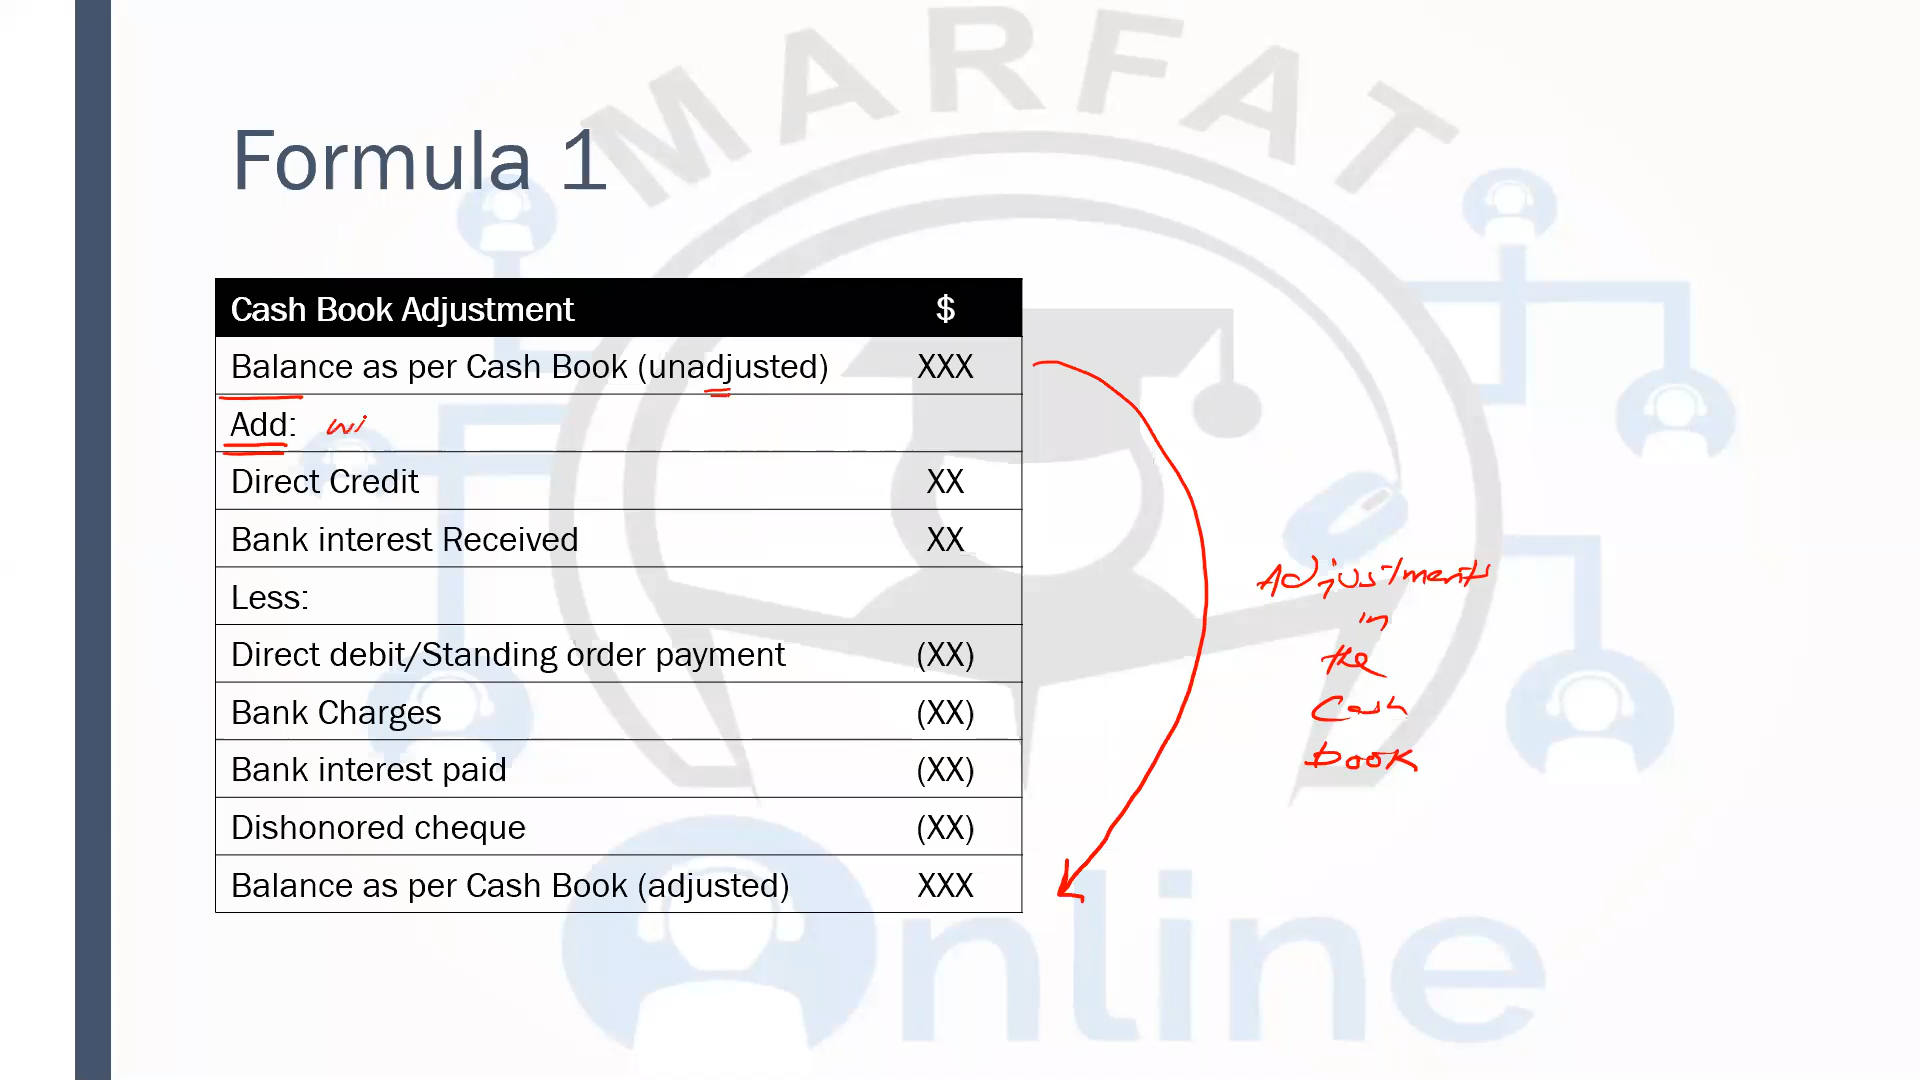 MARFAT
Formula 1
Cash Book Adjustment $
Balance as per Cash Book (unadjusted) XXX
Add: wi
Direct Credit XX
Bank interest Received XX
Less:
Direct debit/Standing order payment (XX)
Bank Charges (XX)
Bank interest paid (XX)
Dishonored cheque (XX)
Balance as per Cash Book (adjusted) XXX
Adjustments
in
the
Cash
book
Online